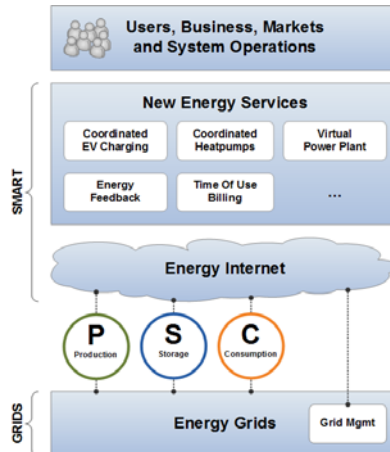 Users, Business, Markets
and System Operations
SMART
New Energy Services
Coordinated
EV Charging
Coordinated
Heatpumps
Virtual
Power Plant
Energy
Feedback
Time Of Use
Billing
...
Energy Internet
P
Production
S
Storage
C
Consumption
GRIDS
Energy Grids
Grid Mgmt